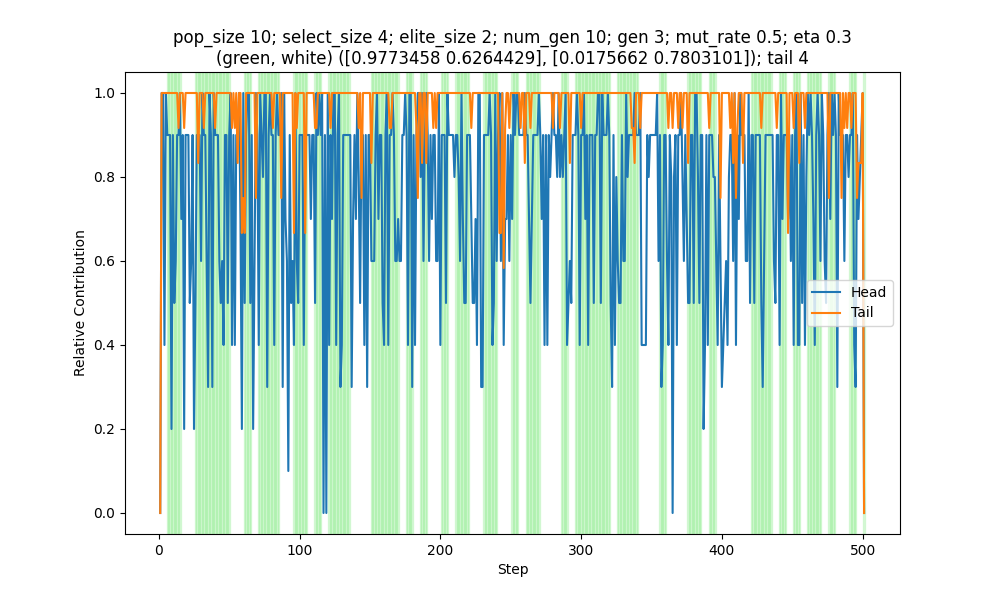 pop_size 10; select_size 4; elite_size 2; num_gen 10; gen 3; mut_rate 0.5; eta 0.3
(green, white) ([0.9773458 0.6264429], [0.0175662 0.7803101]); tail 4
1.0
0.8
0.6
0.4
0.2
0.0
Relative Contribution
Head
Tail
0
100
200
300
400
500
Step